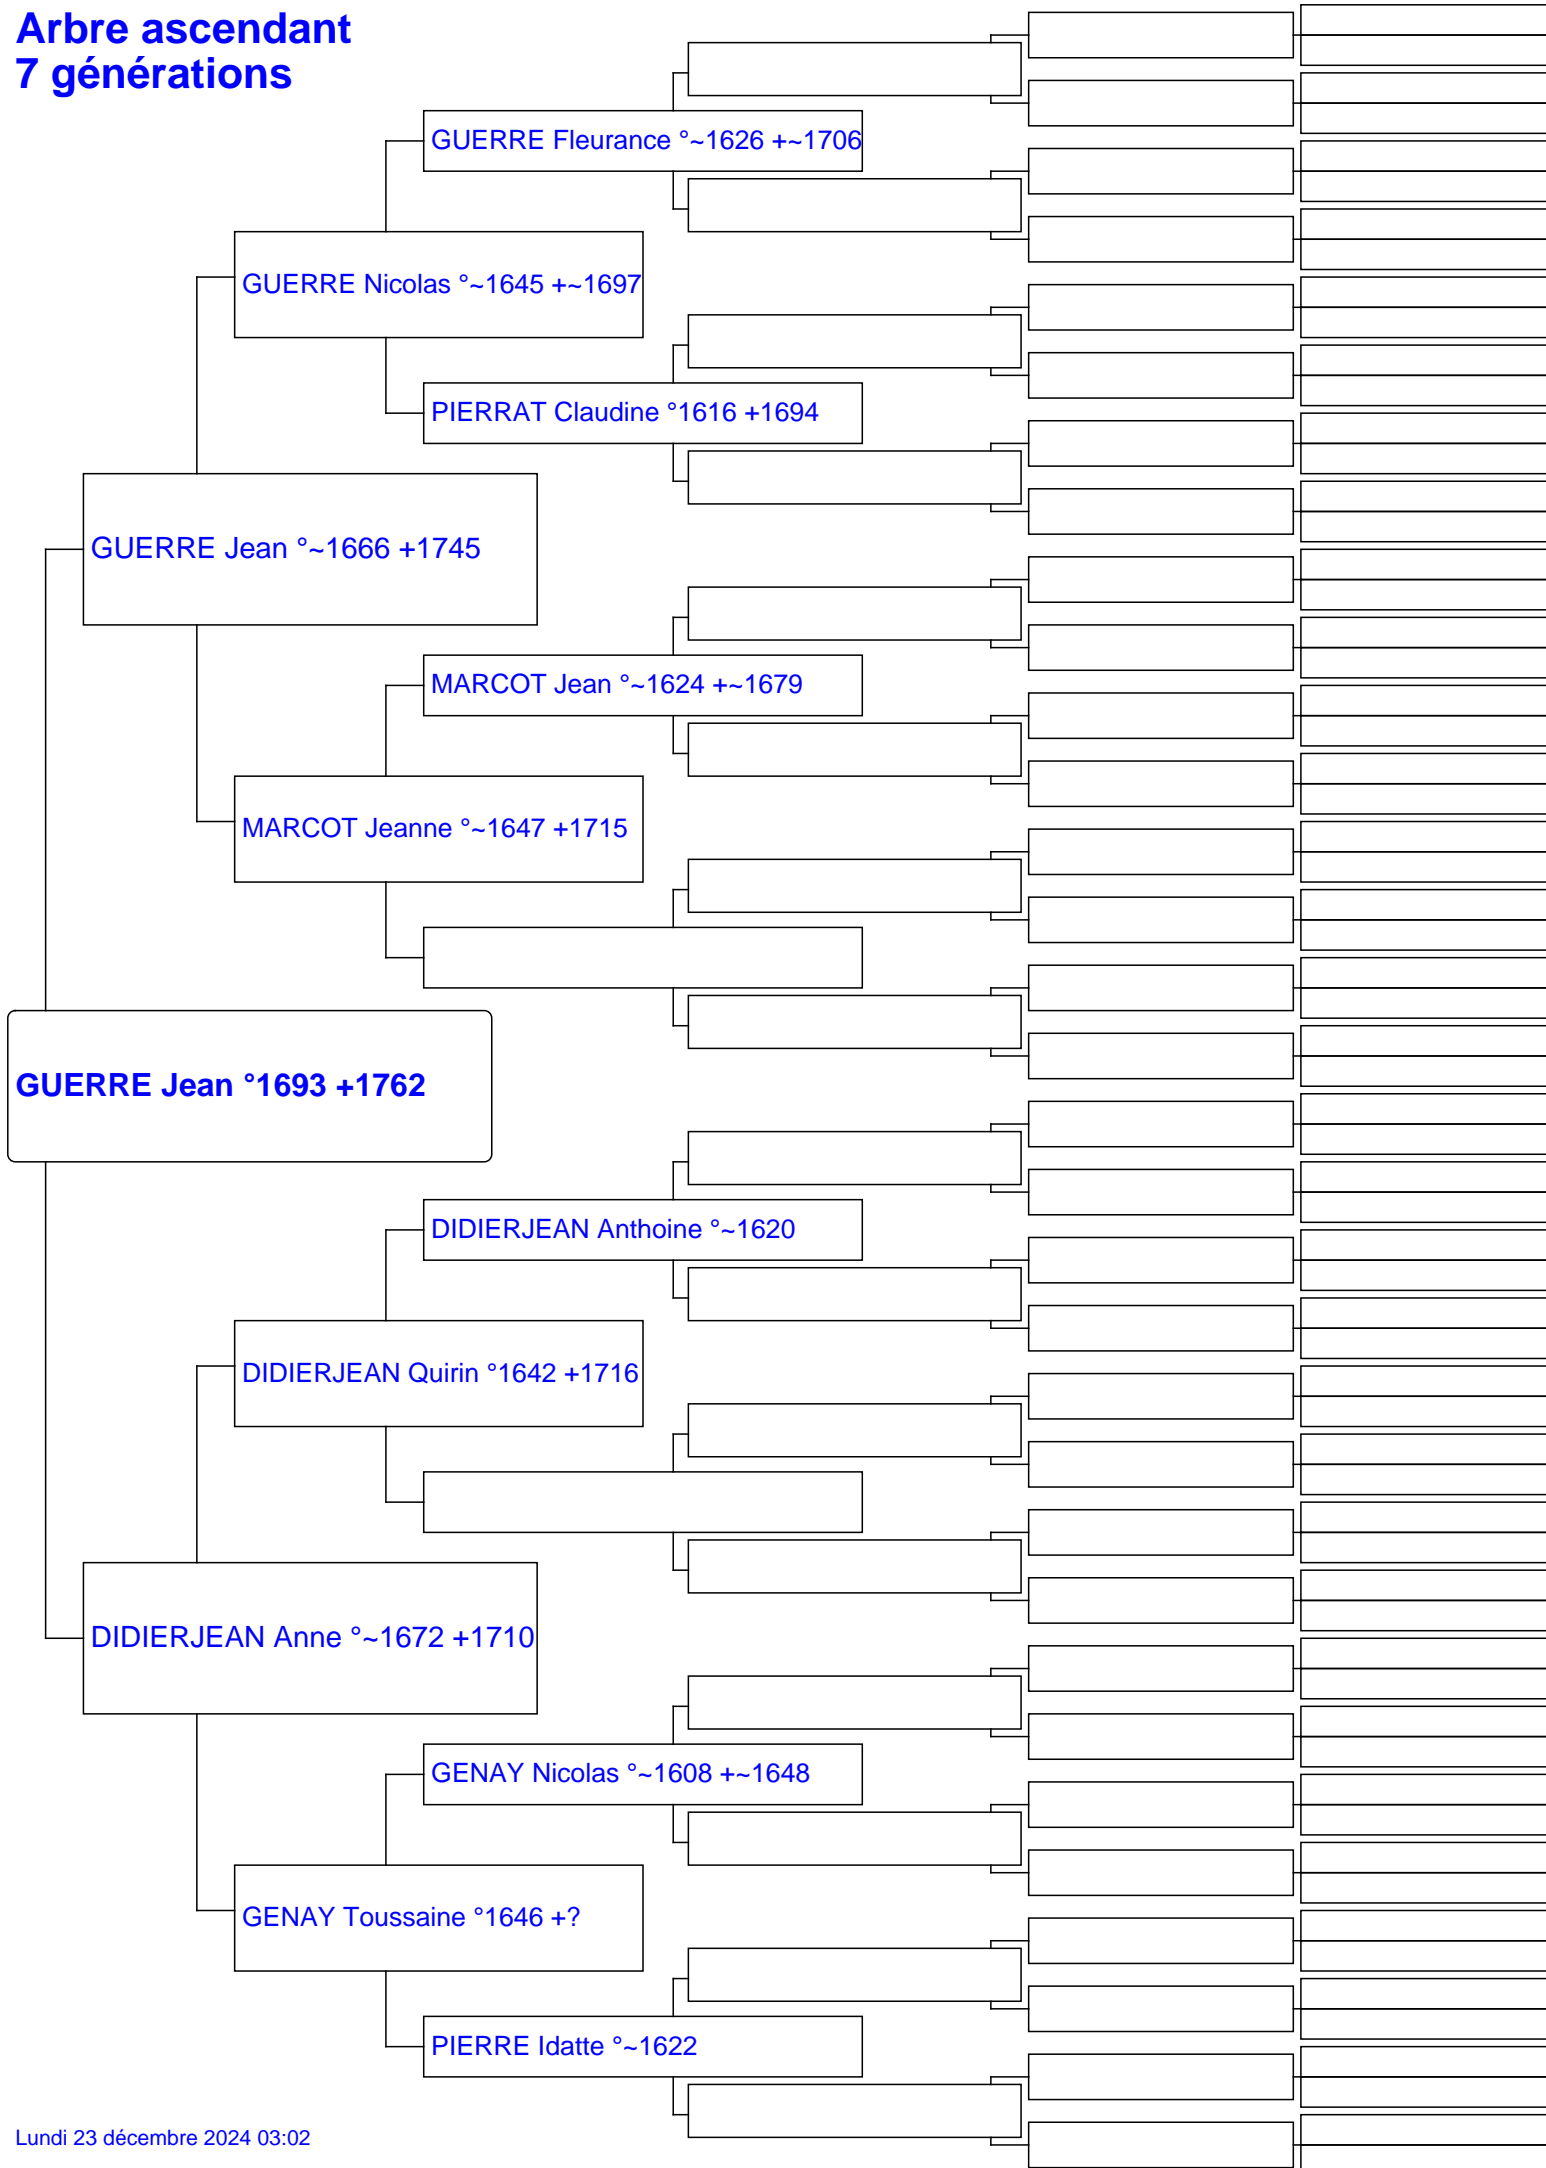 Arbre ascendant
7 générations
GUERRE Fleurance °~1626 +~1706
GUERRE Nicolas °~1645 +~1697
PIERRAT Claudine °1616 +1694
GUERRE Jean °~1666 +1745
MARCOT Jean °~1624 +~1679
MARCOT Jeanne °~1647 +1715
GUERRE Jean °1693 +1762
DIDIERJEAN Anthoine °~1620
DIDIERJEAN Quirin °1642 +1716
DIDIERJEAN Anne °~1672 +1710
GENAY Nicolas °~1608 +~1648
GENAY Toussaine °1646 +?
PIERRE Idatte °~1622
Lundi 23 décembre 2024 03:02